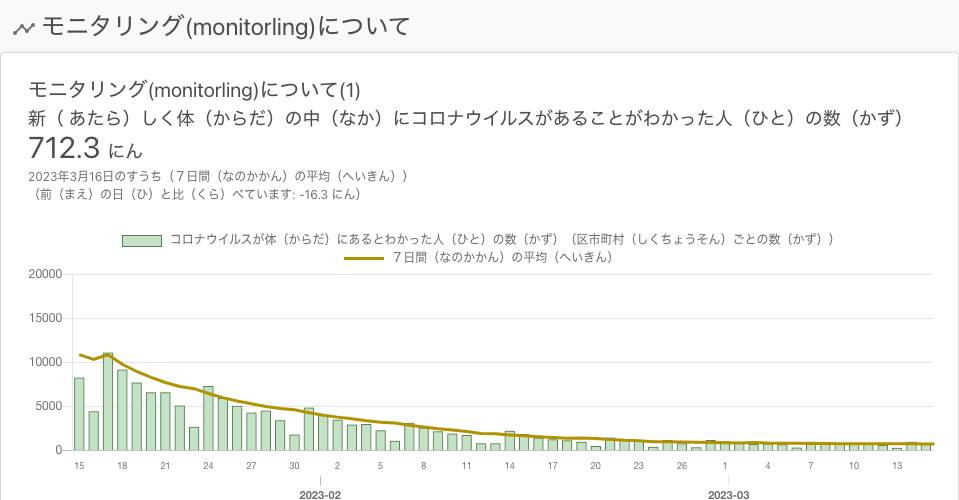 モニタリング(monitorling)について
モニタリング(monitorling)について(1)
新（ あたら）しく体（からだ）の中（なか）にコロナウイルスがあることがわかった人（ひと）の数（かず）
712.3 にん
2023年3月16日のすうち（７日間（なのかかん）の平均（へいきん））
（前（まえ）の日（ひ）と比（くら）べています: -16.3 にん）
コロナウイルスが体（からだ）にあるとわかった人（ひと）の数（かず）（区市町村（しくちょうそん）ごとの数（かず））
７日間（なのかかん）の平均（へいきん）
20000
15000
10000
5000
0
15 18 21 24 27 30 2 5 8 11 14 17 20 23 26 1 4 7 10 13
2023-02 2023-03